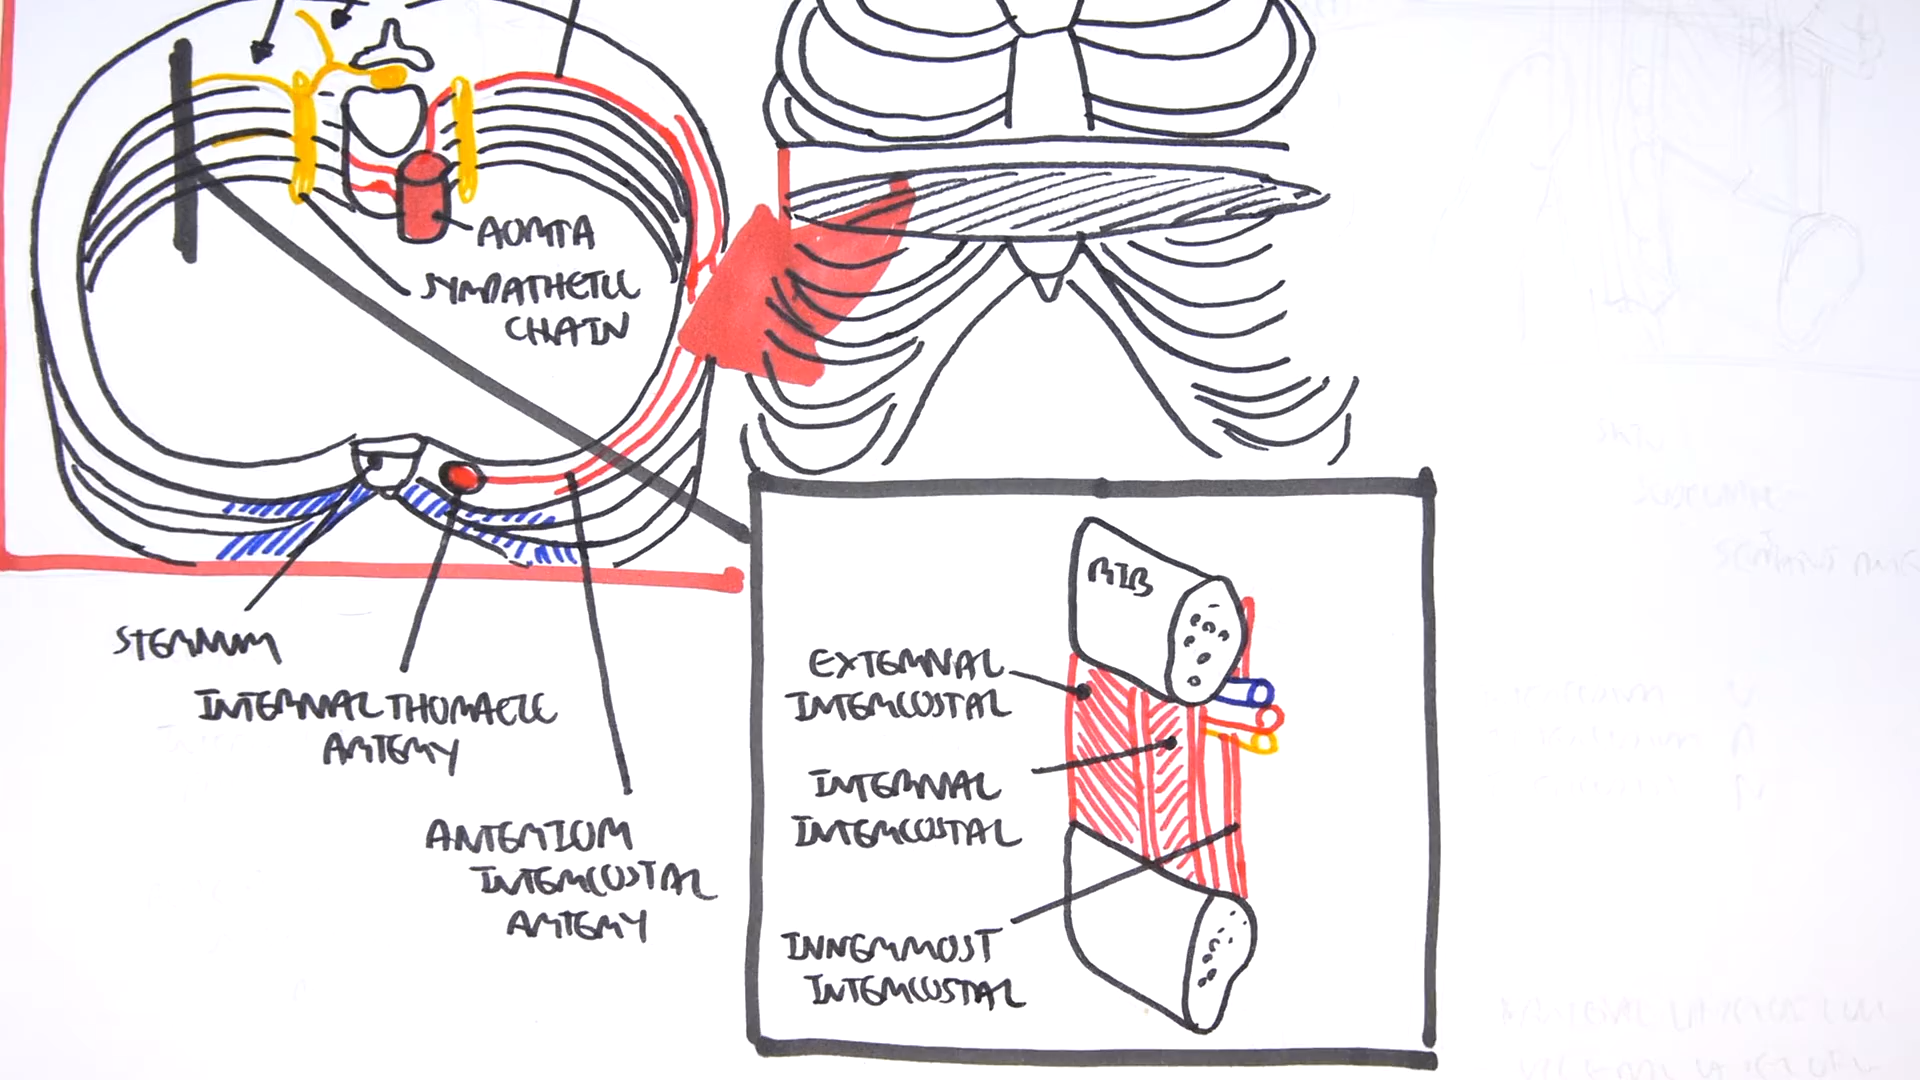 AORTA
SYMPATHETIC
CHAIN
STERNUM
INTERNAL THORACIC
ARTERY
ANTERIOR
INTERCOSTAL
ARTERY
RIB
EXTERNAL
INTERCOSTAL
INTERNAL
INTERCOSTAL
INNERMOST
INTERCOSTAL